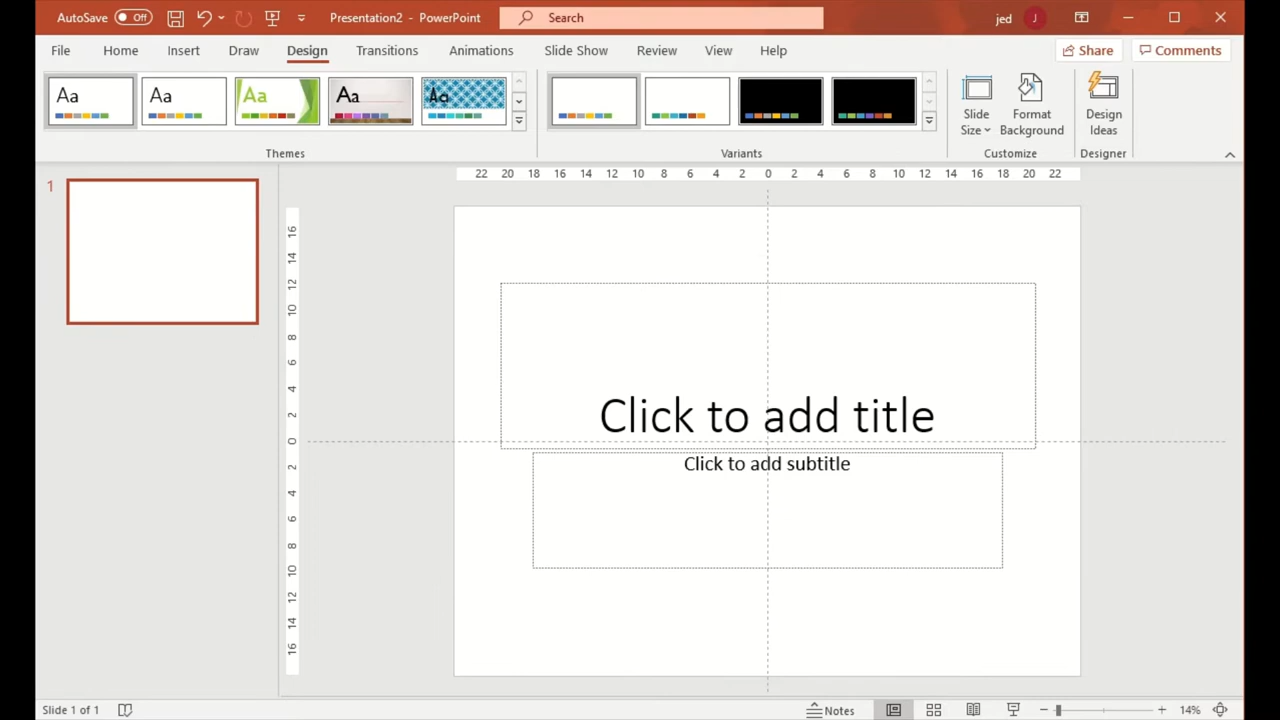 AutoSave Off Presentation2 - PowerPoint Search jed J
File Home Insert Draw Design Transitions Animations Slide Show Review View Help Share Comments
Aa Aa Aa Aa Aa
Slide Size Format Background Design Ideas
Themes Variants Customize Designer
1
22 20 18 16 14 12 10 8 6 4 2 0 2 4 6 8 10 12 14 16 18 20 22
16 14 12 10 8 6 4 2 0 2 4 6 8 10 12 14 16
Click to add title
Click to add subtitle
Slide 1 of 1 Notes 14%